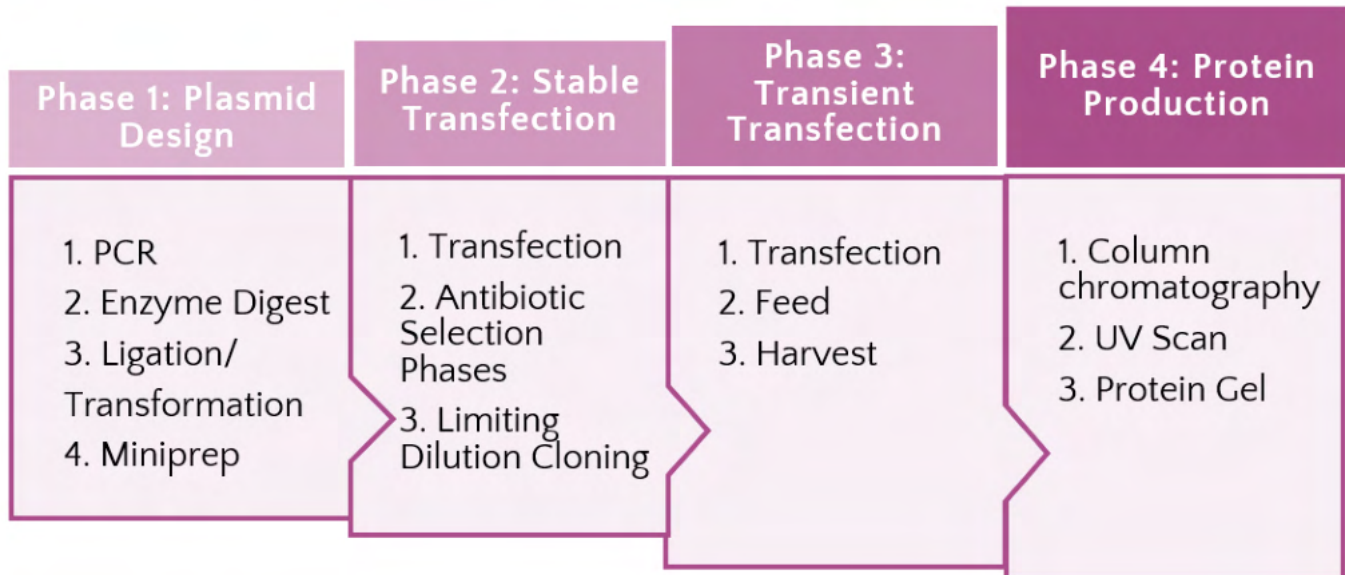 Phase 1: Plasmid
Design
1. PCR
2. Enzyme Digest
3. Ligation/
Transformation
4. Miniprep
Phase 2: Stable
Transfection
1. Transfection
2. Antibiotic
Selection
Phases
3. Limiting
Dilution Cloning
Phase 3:
Transient
Transfection
1. Transfection
2. Feed
3. Harvest
Phase 4: Protein
Production
1. Column
chromatography
2. UV Scan
3. Protein Gel